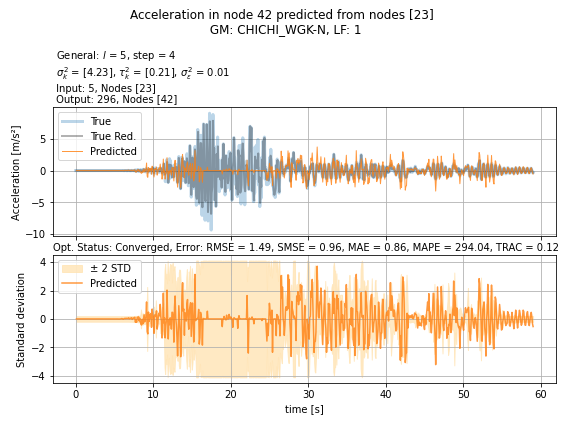 Acceleration in node 42 predicted from nodes [23]
GM: CHICHI_WGK-N, LF: 1
General: l = 5, step = 4
σ²ₖ = [4.23], τ²ₖ = [0.21], σ²ε = 0.01
Input: 5, Nodes [23]
Output: 296, Nodes [42]
True
True Red.
Predicted
Acceleration [m/s²]
5
0
−5
−10
Opt. Status: Converged, Error: RMSE = 1.49, SMSE = 0.96, MAE = 0.86, MAPE = 294.04, TRAC = 0.12
± 2 STD
Predicted
Standard deviation
4
2
0
−2
−4
0 10 20 30 40 50 60
time [s]